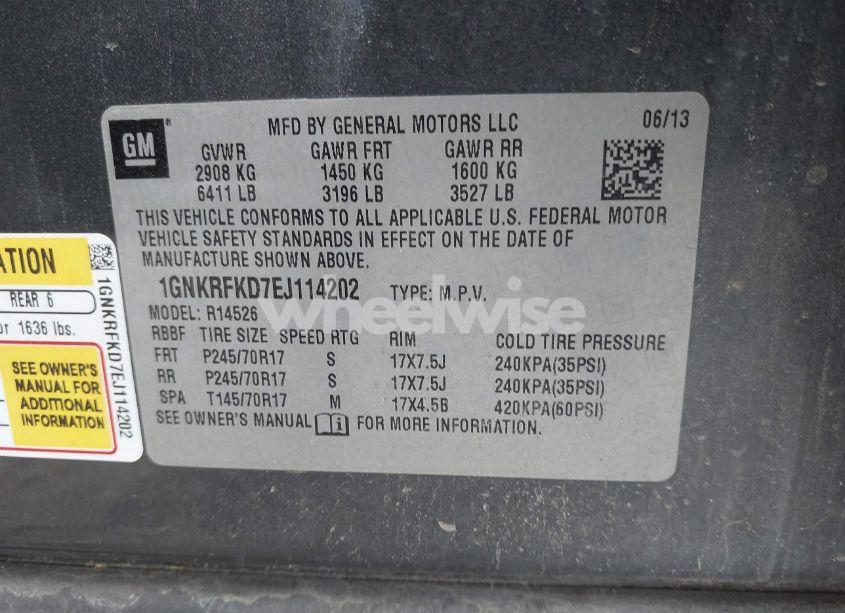 GM
MFD BY GENERAL MOTORS LLC
06/13
GVWR GAWR FRT GAWR RR
2908 KG 1450 KG 1600 KG
6411 LB 3196 LB 3527 LB
THIS VEHICLE CONFORMS TO ALL APPLICABLE U.S. FEDERAL MOTOR
VEHICLE SAFETY STANDARDS IN EFFECT ON THE DATE OF
MANUFACTURE SHOWN ABOVE.
1GNKRFKD7EJ114202 TYPE: M.P.V.
MODEL: R14526
RBBF TIRE SIZE SPEED RTG RIM COLD TIRE PRESSURE
FRT P245/70R17 S 17X7.5J 240KPA(35PSI)
RR P245/70R17 S 17X7.5J 240KPA(35PSI)
SPA T145/70R17 M 17X4.5B 420KPA(60PSI)
SEE OWNER'S MANUAL FOR MORE INFORMATION.
ATION
REAR 6
or 1636 lbs.
SEE OWNER'S
MANUAL FOR
ADDITIONAL
INFORMATION
1GNKRFKD7EJ114202
wheelwise